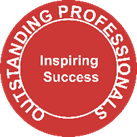 OUTSTANDING PROFESSIONALS
Inspiring
Success